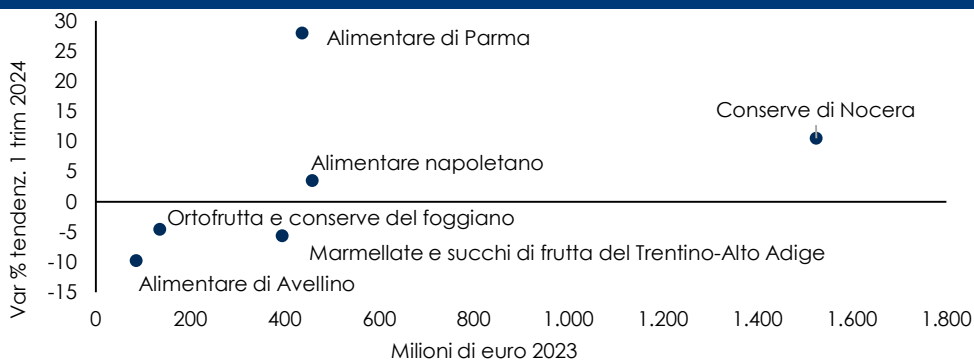 30
25
20
15
10
5
0
-5
-10
-15
Var % tendenz. 1 trim 2024
Alimentare di Parma
Conserve di Nocera
Alimentare napoletano
Ortofrutta e conserve del foggiano
Marmellate e succhi di frutta del Trentino-Alto Adige
Alimentare di Avellino
0 200 400 600 800 1.000 1.200 1.400 1.600 1.800
Milioni di euro 2023